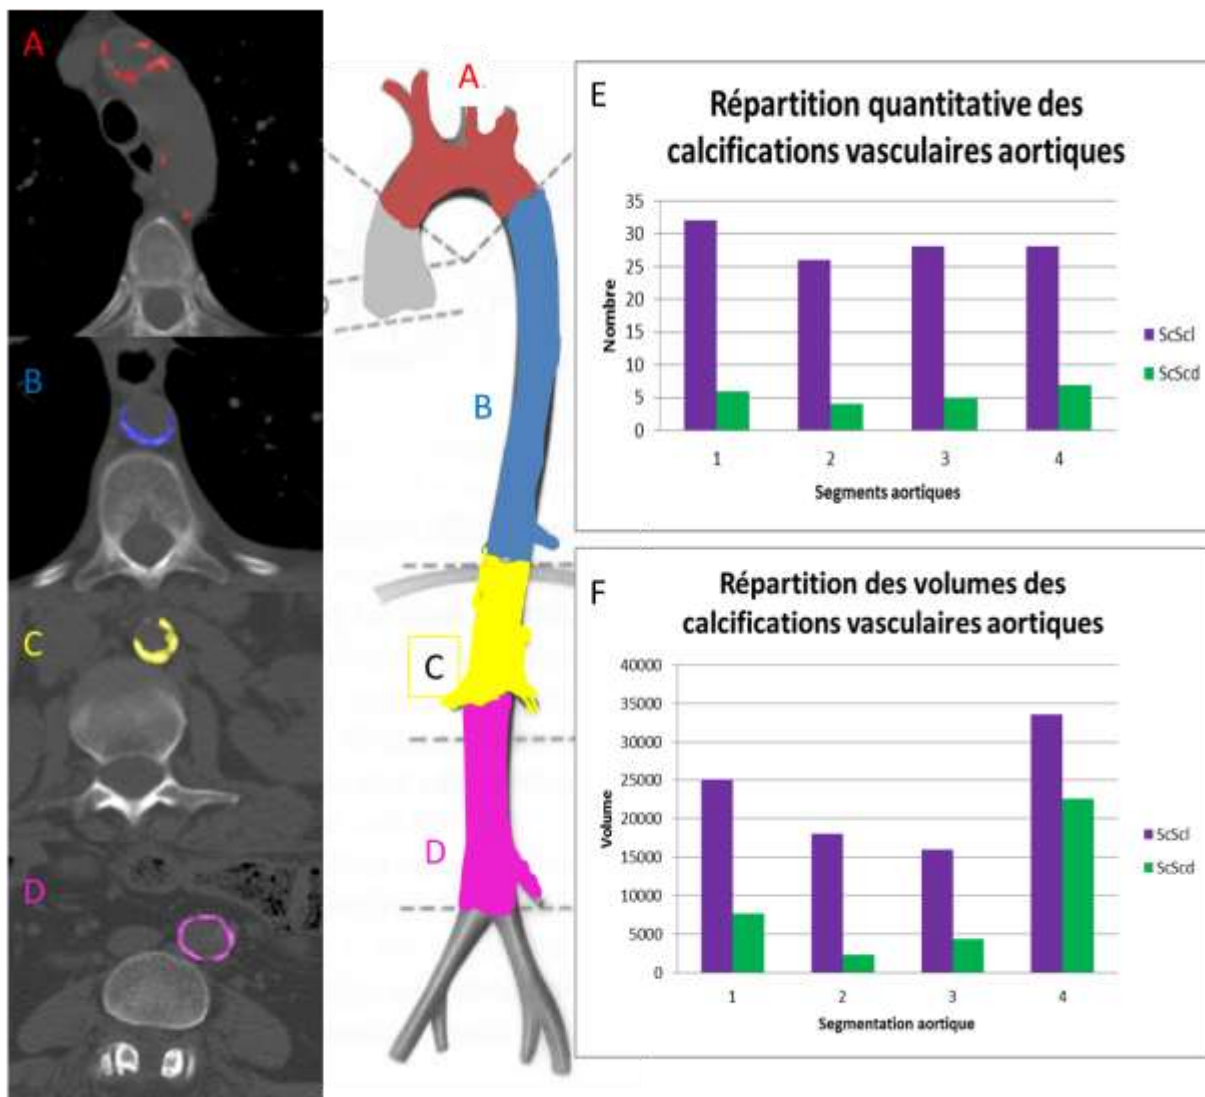 A
B
C
D
A
B
C
D
E
Répartition quantitative des
calcifications vasculaires aortiques
35
30
25
20
15
10
5
0
Nombre
1 2 3 4
Segments aortiques
ScScl
ScScd
F
Répartition des volumes des
calcifications vasculaires aortiques
40000
35000
30000
25000
20000
15000
10000
5000
0
Volume
1 2 3 4
Segmentation aortique
ScScl
ScScd